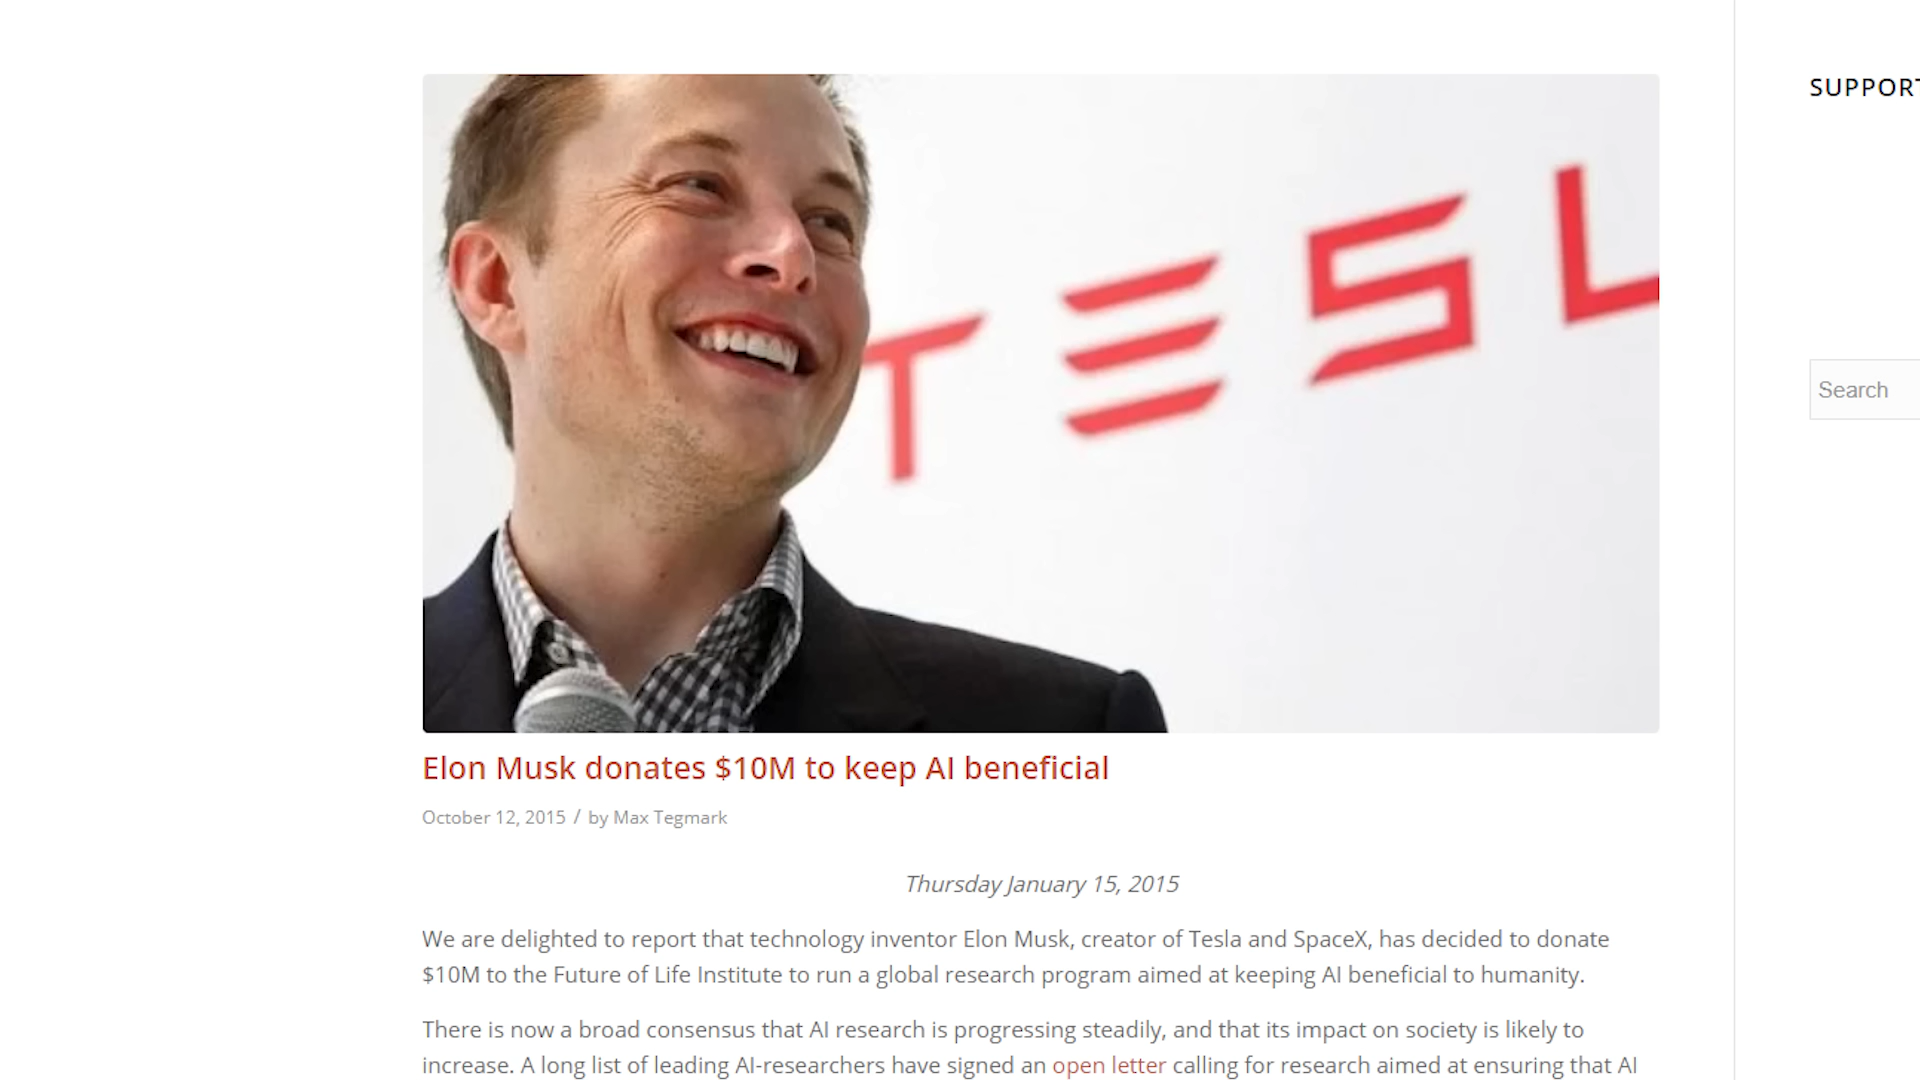 SUPPORT
TESL
Search
Elon Musk donates $10M to keep AI beneficial
October 12, 2015 / by Max Tegmark
Thursday January 15, 2015
We are delighted to report that technology inventor Elon Musk, creator of Tesla and SpaceX, has decided to donate
$10M to the Future of Life Institute to run a global research program aimed at keeping AI beneficial to humanity.
There is now a broad consensus that AI research is progressing steadily, and that its impact on society is likely to
increase. A long list of leading AI-researchers have signed an open letter calling for research aimed at ensuring that AI